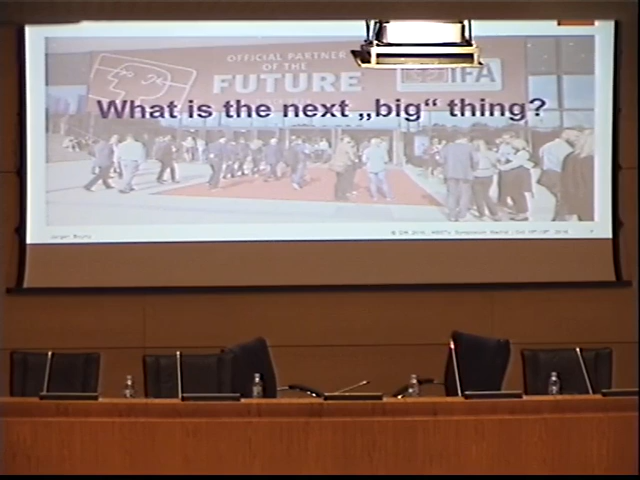 OFFICIAL PARTNER
OF THE
FUTURE
IFA
What is the next „big“ thing?